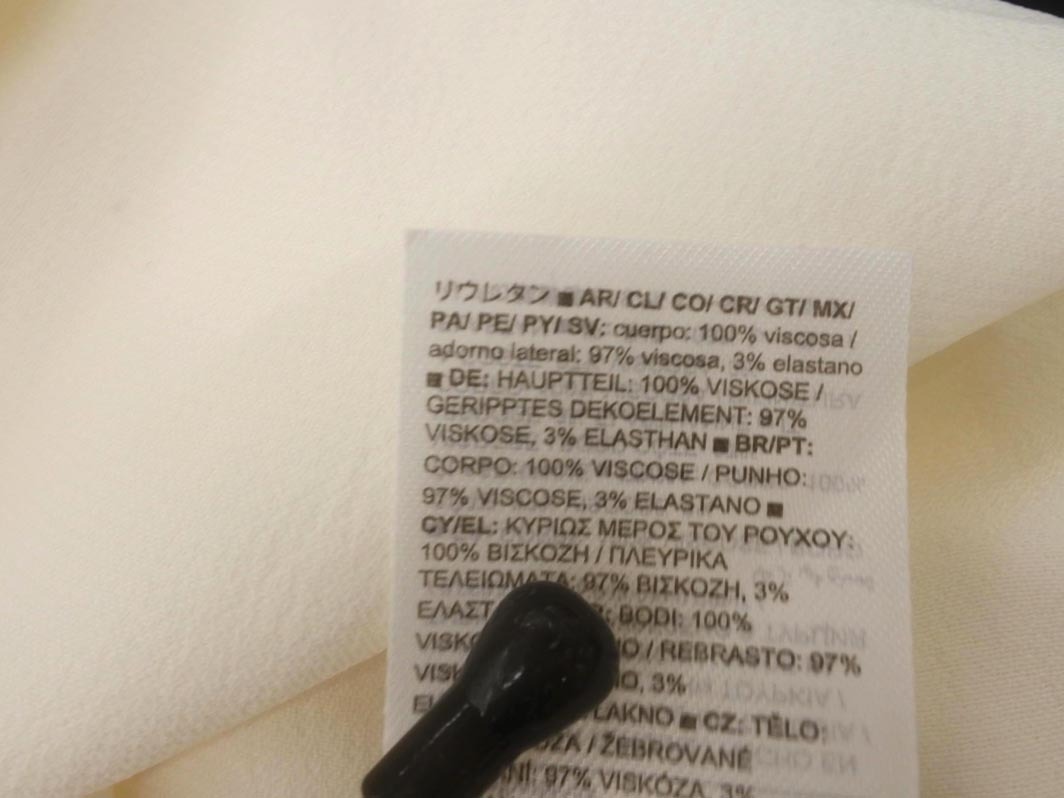 リウレタン ■ AR/ CL/ CO/ CR/ GT/ MX/
PA/ PE/ PY/ SV: cuerpo: 100% viscosa /
adorno lateral: 97% viscosa, 3% elastano
■ DE: HAUPTTEIL: 100% VISKOSE /
GERIPPTES DEKOELEMENT: 97%
VISKOSE, 3% ELASTHAN ■ BR/PT:
CORPO: 100% VISCOSE / PUNHO:
97% VISCOSE, 3% ELASTANO ■
CY/EL: ΚΥΡΙΩΣ ΜΕΡΟΣ ΤΟΥ ΡΟΥΧΟΥ:
100% ΒΙΣΚΟΖΗ / ΠΛΕΥΡΙΚΑ
ΤΕΛΕΙΩΜΑΤΑ: 97% ΒΙΣΚΟΖΗ, 3%
BODI: 100%
/ REBRASTO: 97%
3%
■ CZ: TĚLO:
/ ŽEBROVANÉ
97% VISKÓZA, 3%